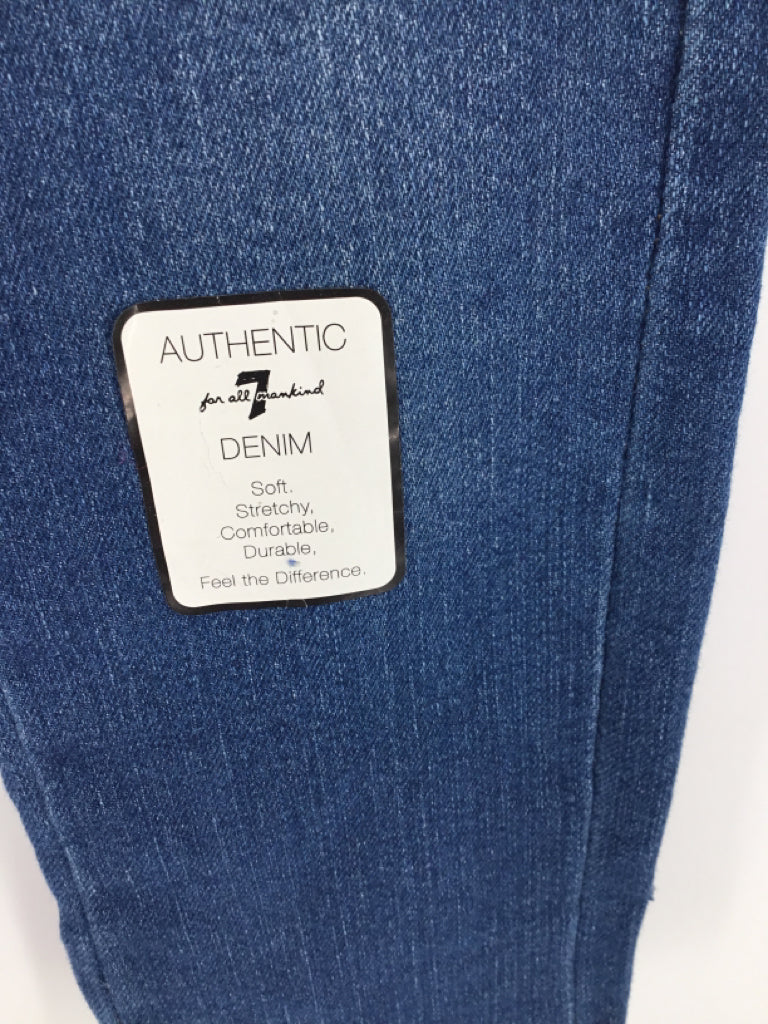 AUTHENTIC
for all 7 mankind
DENIM
Soft.
Stretchy,
Comfortable,
Durable,
Feel the Difference.